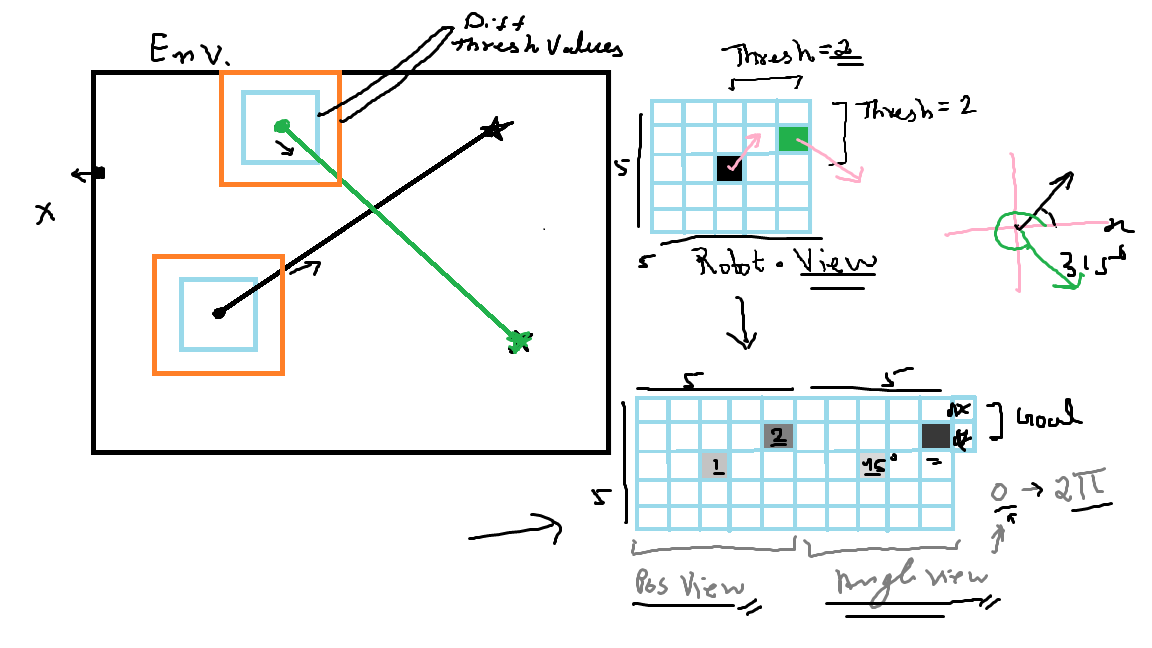 Diff
thresh Values
Env.
Thresh = 2
Thresh = 2
5
x
x
315°
5
Robot. View
5
5
dx
2
dy
Goal
1
45°
5
0 → 2π
Pos View
Angle View